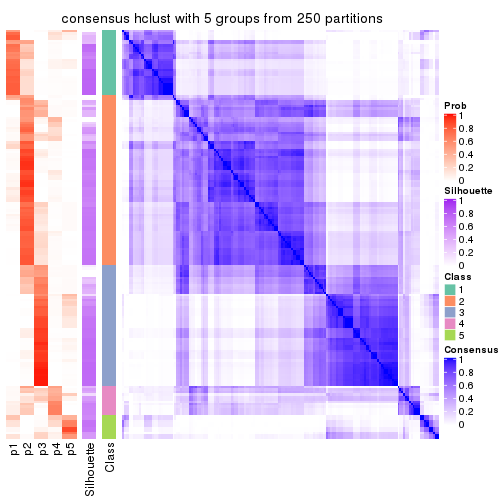 consensus hclust with 5 groups from 250 partitions
Prob
1
0.8
0.6
0.4
0.2
0
Silhouette
1
0.8
0.6
0.4
0.2
0
Class
1
2
3
4
5
Consensus
1
0.8
0.6
0.4
0.2
0
p1
p2
p3
p4
p5
Silhouette
Class